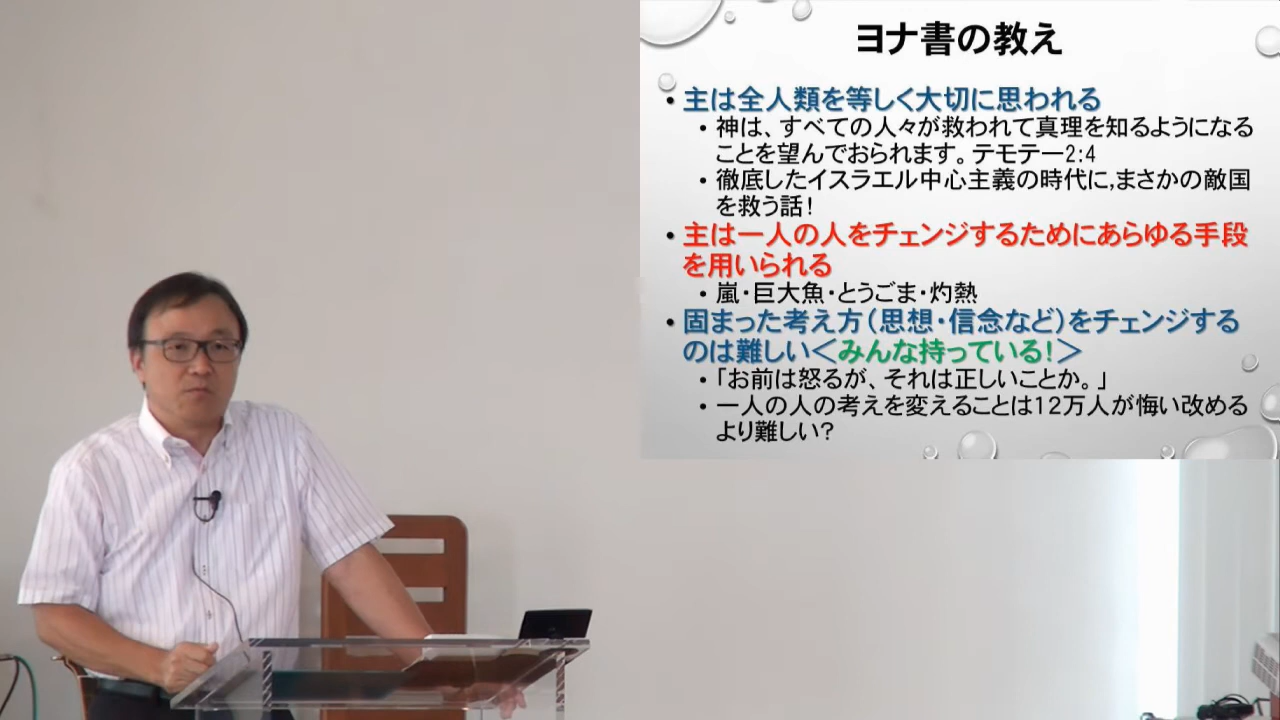 ヨナ書の教え
• 主は全人類を等しく大切に思われる
• 神は、すべての人々が救われて真理を知るようになる
ことを望んでおられます。テモテ一2:4
• 徹底したイスラエル中心主義の時代に,まさかの敵国
を救う話!
• 主は一人の人をチェンジするためにあらゆる手段
を用いられる
• 嵐・巨大魚・とうごま・灼熱
• 固まった考え方(思想・信念など)をチェンジする
のは難しい<みんな持っている!>
• 「お前は怒るが、それは正しいことか。」
• 一人の人の考えを変えることは12万人が悔い改める
より難しい?